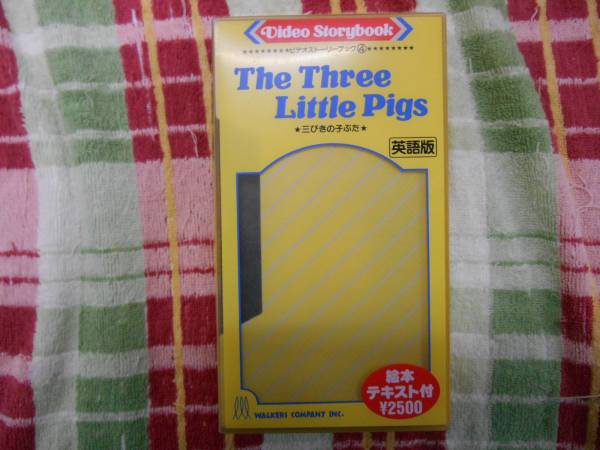 Video Storybook
★★★★★★★★ビデオストーリーブック④★★★★★★★★
The Three
Little Pigs
★三びきの子ぶた★
英語版
絵本
テキスト付
¥2500
WALKERS COMPANY INC.